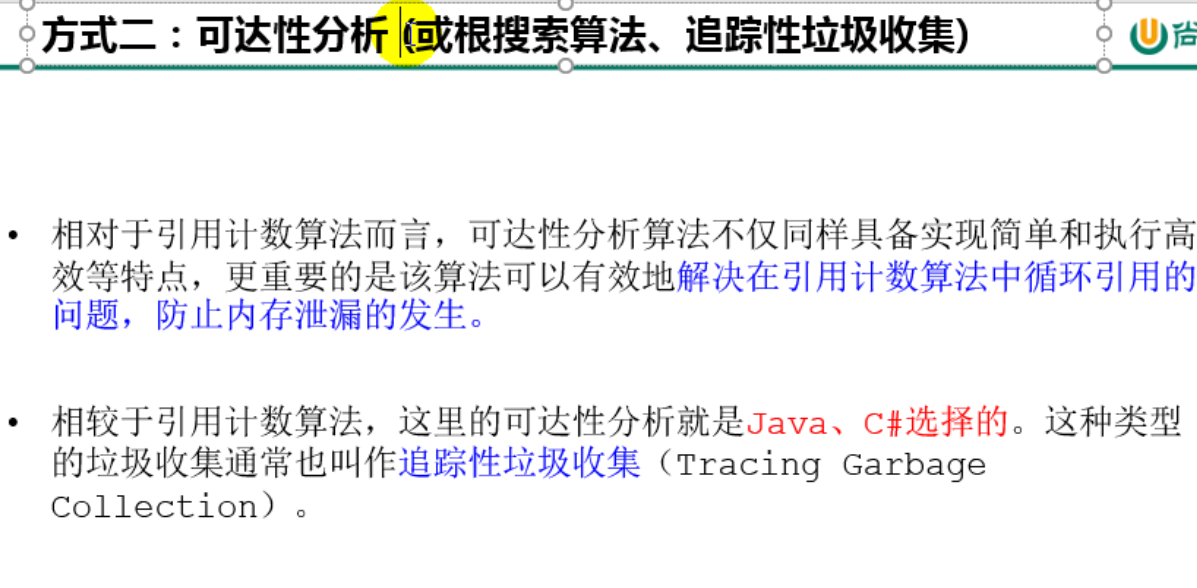 方式二：可达性分析 (或根搜索算法、追踪性垃圾收集)
尚
• 相对于引用计数算法而言，可达性分析算法不仅同样具备实现简单和执行高
效等特点，更重要的是该算法可以有效地解决在引用计数算法中循环引用的
问题，防止内存泄漏的发生。
• 相较于引用计数算法，这里的可达性分析就是Java、C#选择的。这种类型
的垃圾收集通常也叫作追踪性垃圾收集（Tracing Garbage
Collection）。